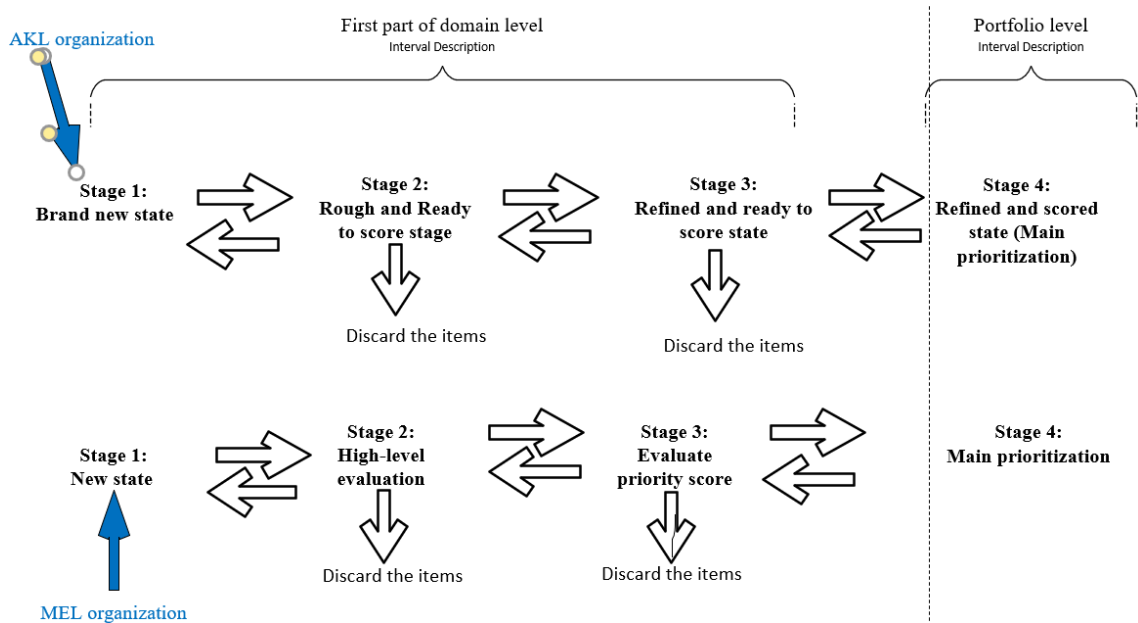 First part of domain level
Interval Description
Portfolio level
Interval Description
AKL organization
Stage 1:
Brand new state
Stage 2:
Rough and Ready
to score stage
Stage 3:
Refined and ready to
score state
Stage 4:
Refined and scored
state (Main
prioritization)
Discard the items
Discard the items
Stage 1:
New state
Stage 2:
High-level
evaluation
Stage 3:
Evaluate
priority score
Stage 4:
Main prioritization
Discard the items
Discard the items
MEL organization